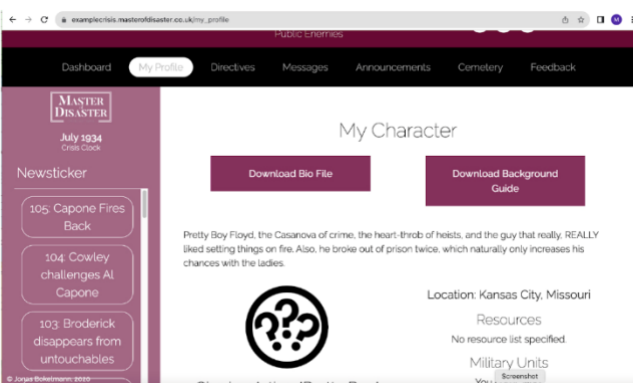 examplecrisis.masterofdisaster.co.uk/my_profile
Public Enemies
Dashboard My Profile Directives Messages Announcements Cemetery Feedback
MASTER
DISASTER
July 1934
Crisis Clock
Newsticker
105: Capone Fires
Back
104: Cowley
challenges Al
Capone
103: Broderick
disappears from
untouchables
© Jonas Bokelmann, 2020
My Character
Download Bio File
Download Background
Guide
Pretty Boy Floyd, the Casanova of crime, the heart-throb of heists, and the guy that really, REALLY
liked setting things on fire. Also, he broke out of prison twice, which naturally only increases his
chances with the ladies.
???
Location: Kansas City, Missouri
Resources
No resource list specified.
Military Units
You
Screenshot